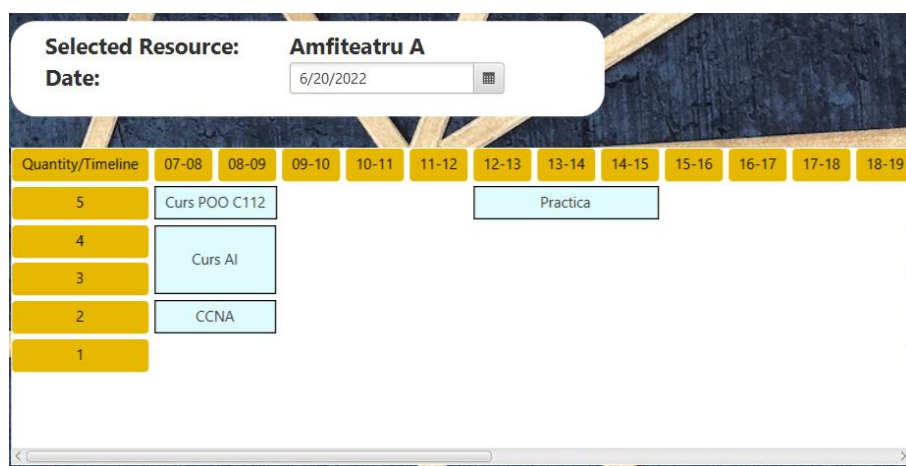 Selected Resource: Amfiteatru A
Date: 6/20/2022
Quantity/Timeline 07-08 08-09 09-10 10-11 11-12 12-13 13-14 14-15 15-16 16-17 17-18 18-19
5 Curs POO C112 Practica
4
Curs AI
3
2 CCNA
1